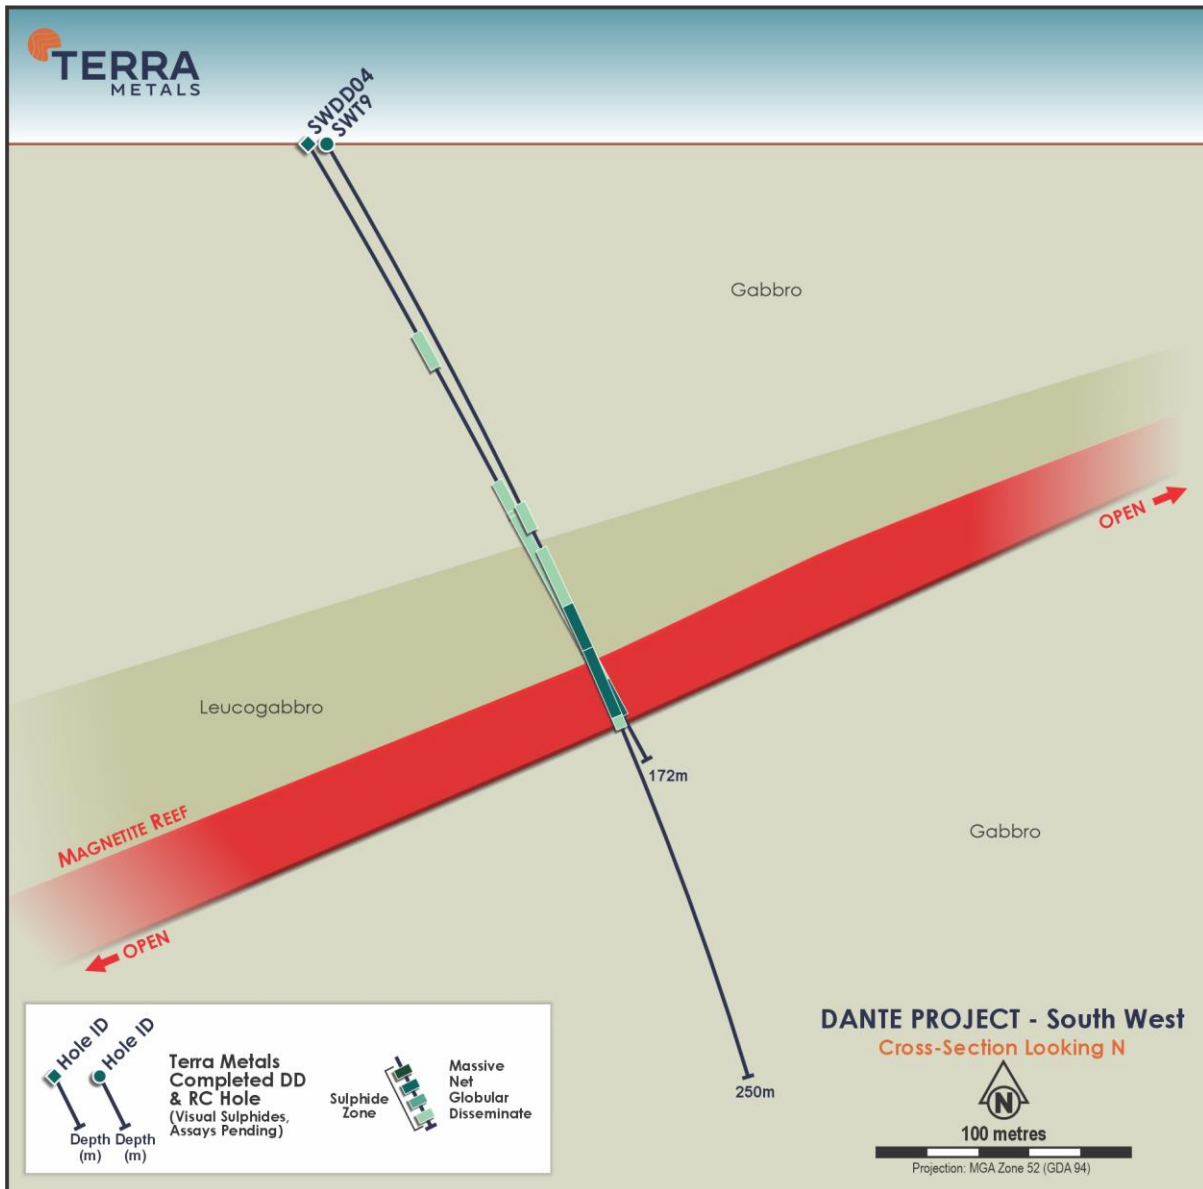 TERRA
METALS
SWDD04
SWT9
Gabbro
OPEN
Leucogabbro
172m
MAGNETITE REEF
Gabbro
OPEN
250m
Hole ID
Hole ID
Depth
(m)
Depth
(m)
Terra Metals
Completed DD
& RC Hole
(Visual Sulphides,
Assays Pending)
Sulphide
Zone
Massive
Net
Globular
Disseminate
DANTE PROJECT - South West
Cross-Section Looking N
N
100 metres
Projection: MGA Zone 52 (GDA 94)